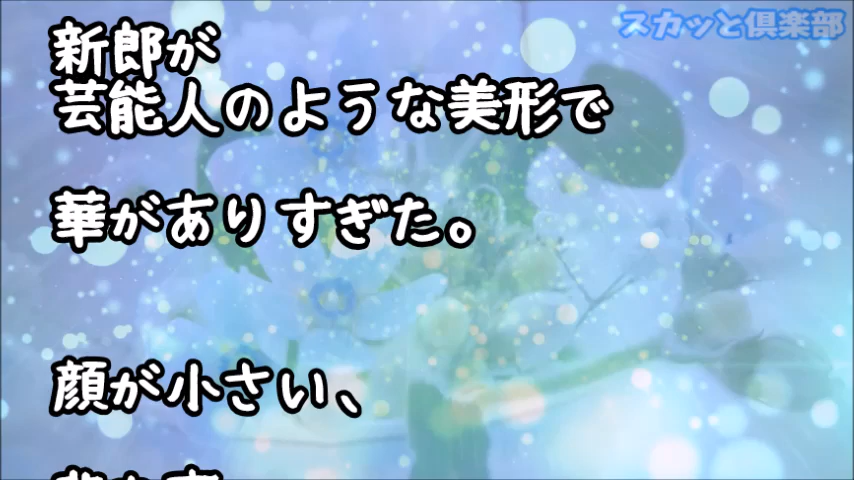 スカッと倶楽部
新郎が
芸能人のような美形で
華がありすぎた。
顔が小さい、